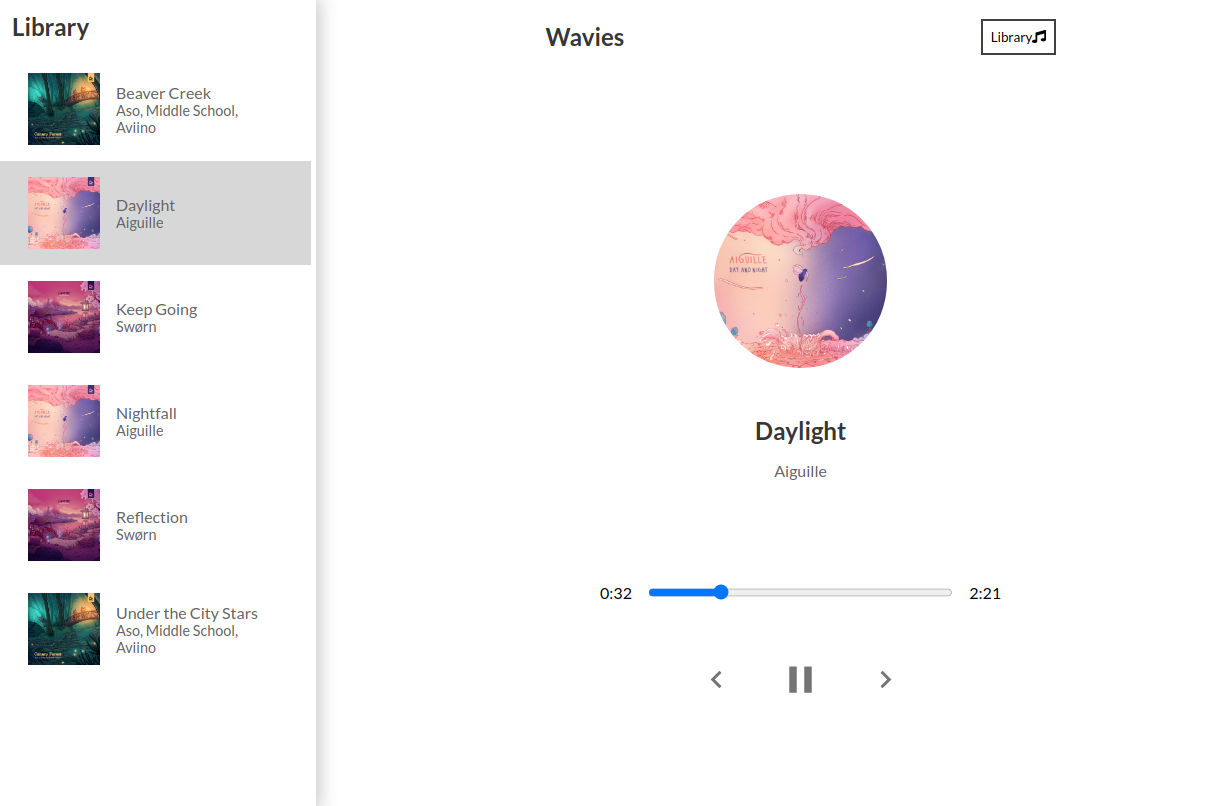 Library
Beaver Creek
Aso, Middle School,
Aviino
Daylight
Aiguille
Keep Going
Swørn
Nightfall
Aiguille
Reflection
Swørn
Under the City Stars
Aso, Middle School,
Aviino
Wavies
Library
AIGUILLE
DAY AND NIGHT
Daylight
Aiguille
0:32
2:21